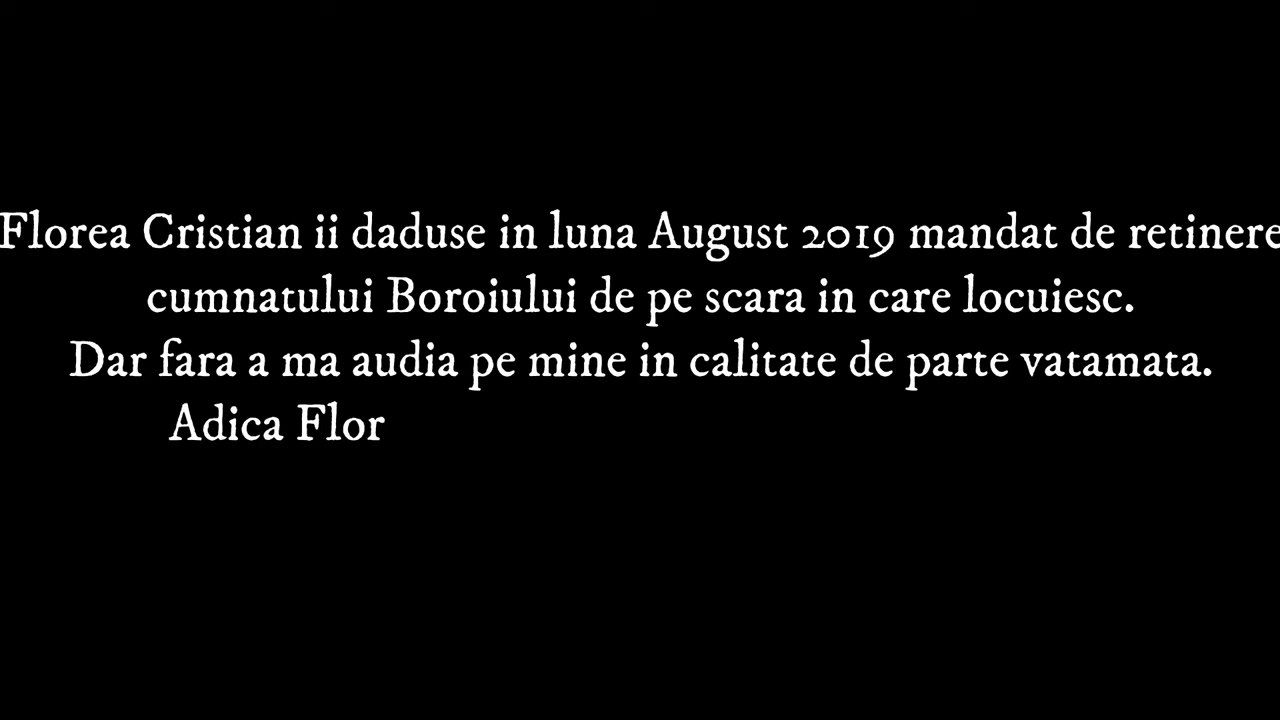 Florea Cristian ii daduse in luna August 2019 mandat de retinere
cumnatului Boroiului de pe scara in care locuiesc.
Dar fara a ma audia pe mine in calitate de parte vatamata.
Adica Flor